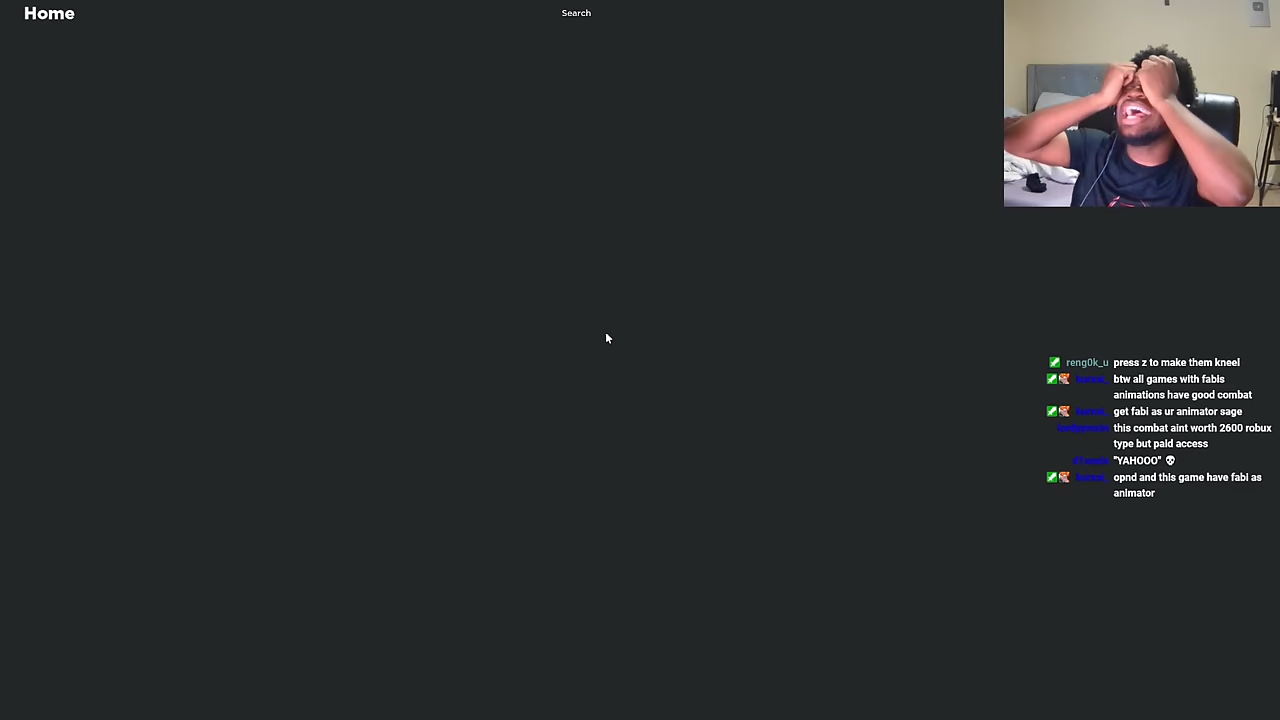 Home
Search
reng0k_u press z to make them kneel
btw all games with fabis
animations have good combat
get fabi as ur animator sage
this combat aint worth 2600 robux
type but paid access
"YAHOOO" 💀
opnd and this game have fabi as
animator